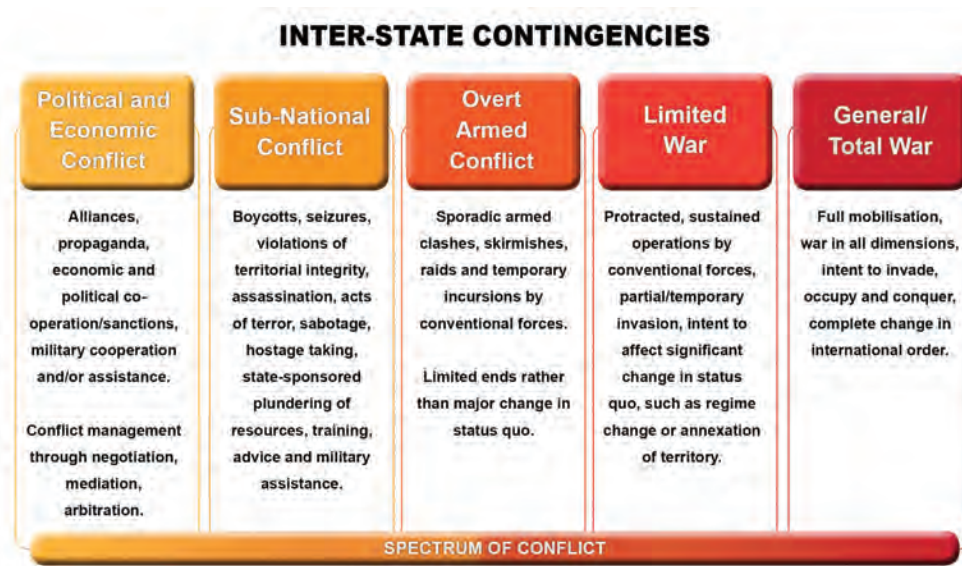 INTER-STATE CONTINGENCIES
Political and
Economic
Conflict
Alliances,
propaganda,
economic and
political co-
operation/sanctions,
military cooperation
and/or assistance.
Conflict management
through negotiation,
mediation,
arbitration.
Sub-National
Conflict
Boycotts, seizures,
violations of
territorial integrity,
assassination, acts
of terror, sabotage,
hostage taking,
state-sponsored
plundering of
resources, training,
advice and military
assistance.
Overt
Armed
Conflict
Sporadic armed
clashes, skirmishes,
raids and temporary
incursions by
conventional forces.
Limited ends rather
than major change in
status quo.
Limited
War
Protracted, sustained
operations by
conventional forces,
partial/temporary
invasion, intent to
affect significant
change in status
quo, such as regime
change or annexation
of territory.
General/
Total War
Full mobilisation,
war in all dimensions,
intent to invade,
occupy and conquer,
complete change in
international order.
SPECTRUM OF CONFLICT